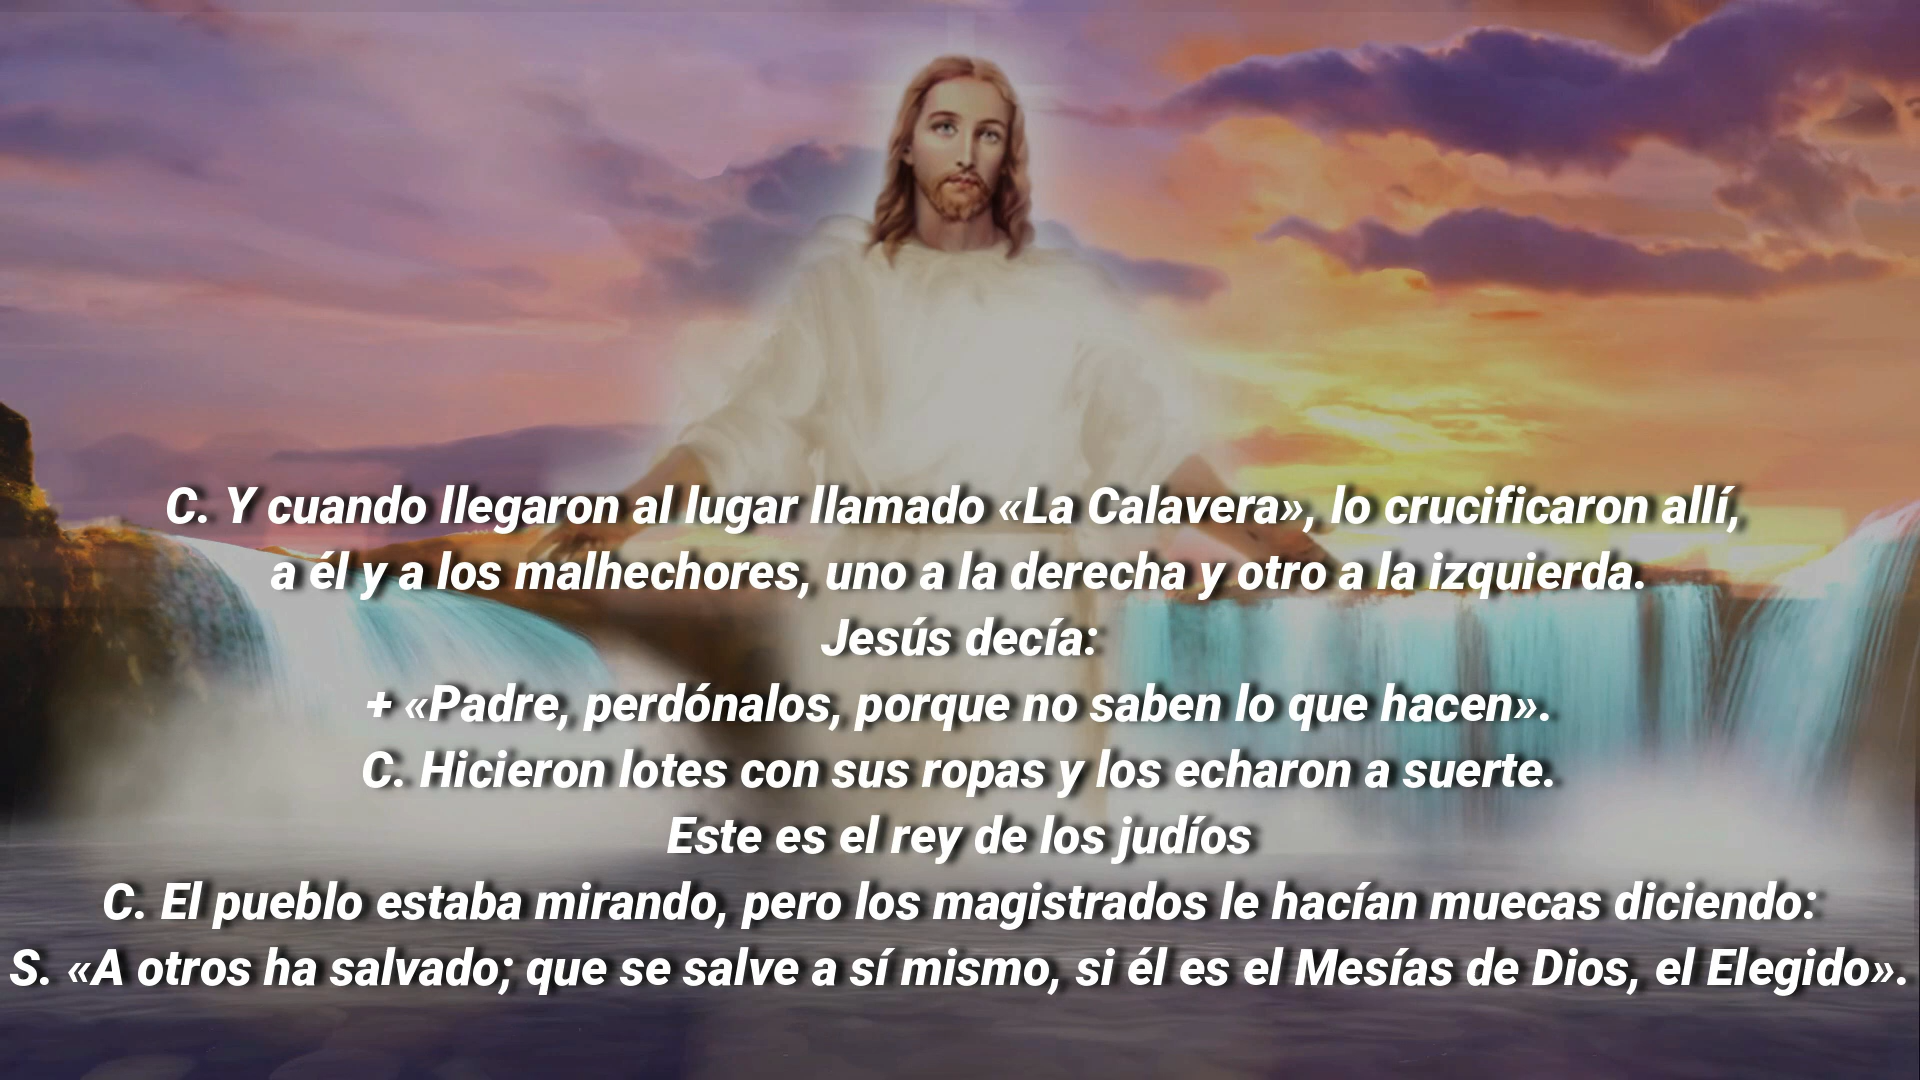 C. Y cuando llegaron al lugar llamado «La Calavera», lo crucificaron allí,
a él y a los malhechores, uno a la derecha y otro a la izquierda.
Jesús decía:
+ «Padre, perdónalos, porque no saben lo que hacen».
C. Hicieron lotes con sus ropas y los echaron a suerte.
Este es el rey de los judíos
C. El pueblo estaba mirando, pero los magistrados le hacían muecas diciendo:
S. «A otros ha salvado; que se salve a sí mismo, si él es el Mesías de Dios, el Elegido».